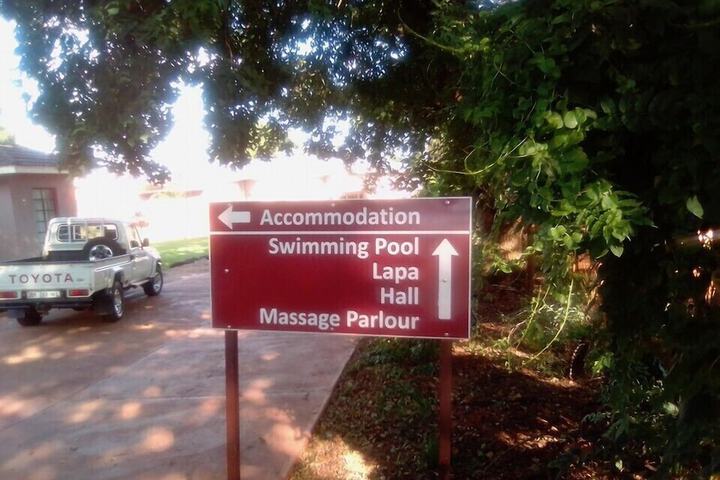 Accommodation
Swimming Pool
Lapa
Hall
Massage Parlour
TOYOTA